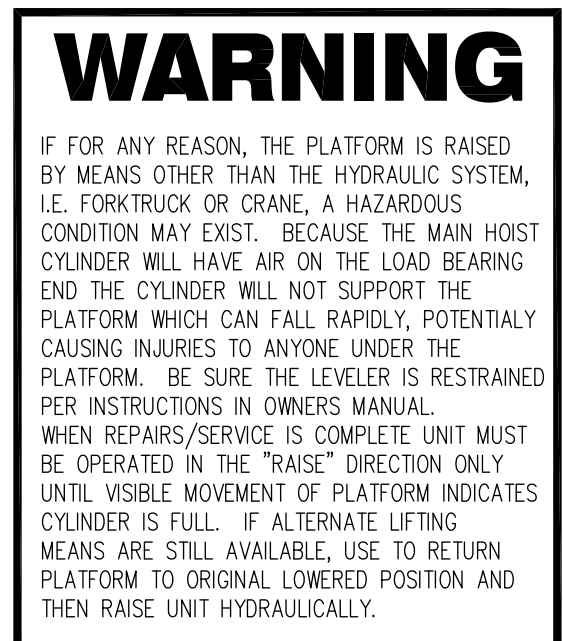 WARNING
IF FOR ANY REASON, THE PLATFORM IS RAISED
BY MEANS OTHER THAN THE HYDRAULIC SYSTEM,
I.E. FORKTRUCK OR CRANE, A HAZARDOUS
CONDITION MAY EXIST.  BECAUSE THE MAIN HOIST
CYLINDER WILL HAVE AIR ON THE LOAD BEARING
END THE CYLINDER WILL NOT SUPPORT THE
PLATFORM WHICH CAN FALL RAPIDLY, POTENTIALY
CAUSING INJURIES TO ANYONE UNDER THE
PLATFORM.  BE SURE THE LEVELER IS RESTRAINED
PER INSTRUCTIONS IN OWNERS MANUAL.
WHEN REPAIRS/SERVICE IS COMPLETE UNIT MUST
BE OPERATED IN THE "RAISE" DIRECTION ONLY
UNTIL VISIBLE MOVEMENT OF PLATFORM INDICATES
CYLINDER IS FULL.  IF ALTERNATE LIFTING
MEANS ARE STILL AVAILABLE, USE TO RETURN
PLATFORM TO ORIGINAL LOWERED POSITION AND
THEN RAISE UNIT HYDRAULICALLY.